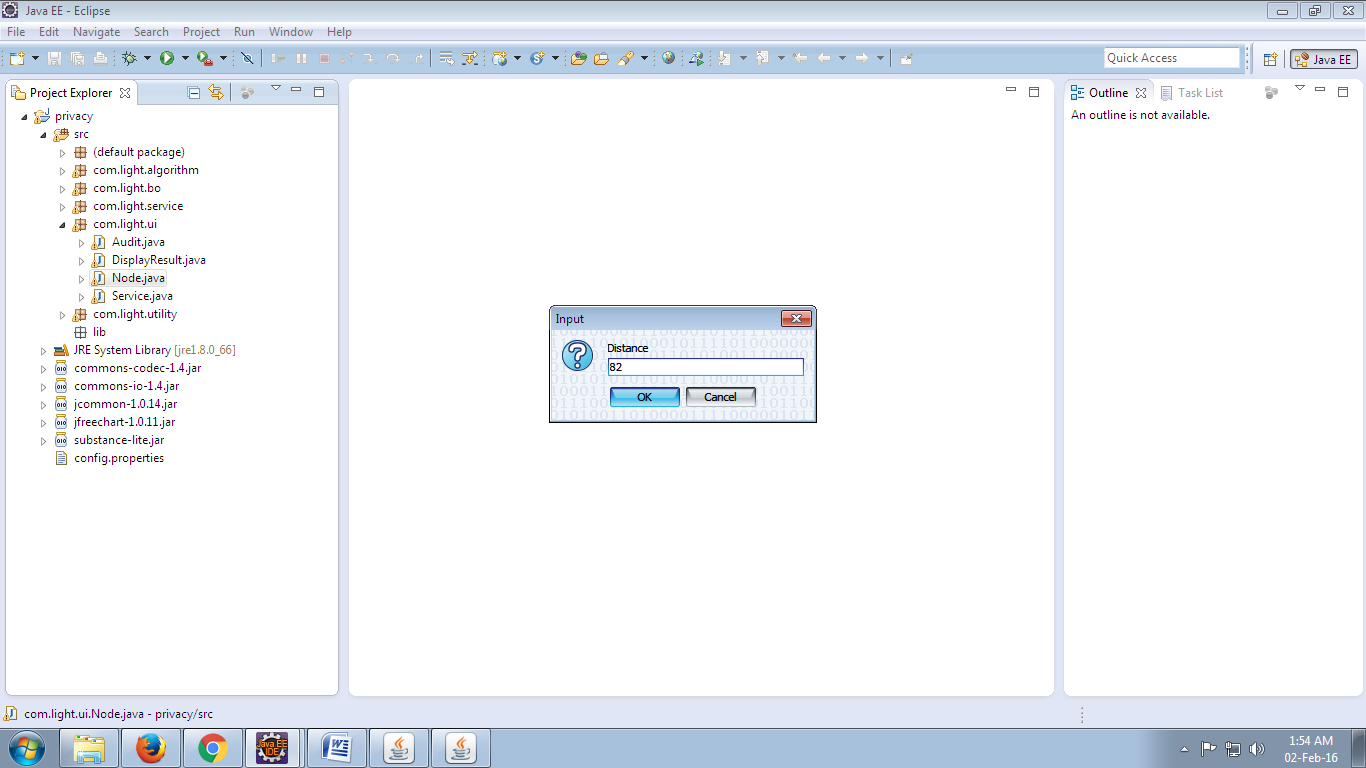 Java EE - Eclipse
File Edit Navigate Search Project Run Window Help
Quick Access
Java EE
Project Explorer
privacy
src
(default package)
com.light.algorithm
com.light.bo
com.light.service
com.light.ui
Audit.java
DisplayResult.java
Node.java
Service.java
com.light.utility
lib
JRE System Library [jre1.8.0_66]
commons-codec-1.4.jar
commons-io-1.4.jar
jcommon-1.0.14.jar
jfreechart-1.0.11.jar
substance-lite.jar
config.properties
Input
Distance
82
OK Cancel
Outline Task List
An outline is not available.
com.light.ui.Node.java - privacy/src
Java EE
IDE
1:54 AM
02-Feb-16